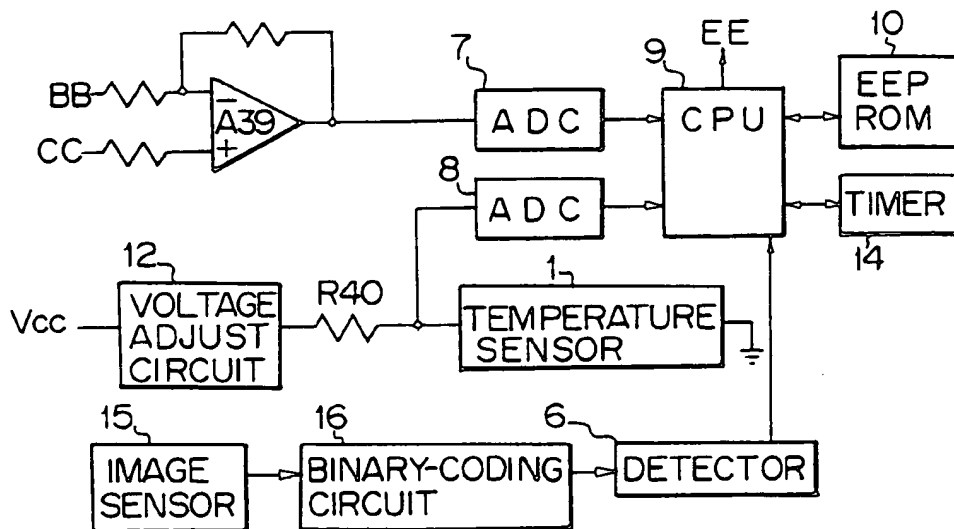 EE
10
7
9
BB
−
A39
+
CC
ADC
CPU
EEP
ROM
8
ADC
TIMER
14
12
R40
1
Vcc
VOLTAGE
ADJUST
CIRCUIT
TEMPERATURE
SENSOR
15
16
6
IMAGE
SENSOR
BINARY-CODING
CIRCUIT
DETECTOR